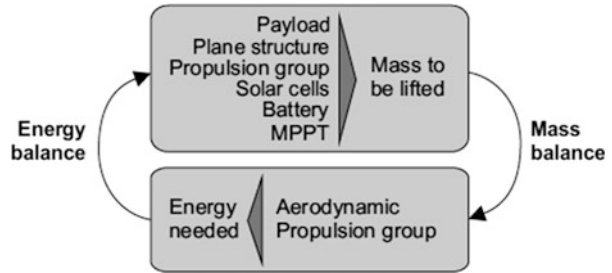 Payload
Plane structure
Propulsion group
Solar cells
Battery
MPPT
Mass to
be lifted
Energy
balance
Mass
balance
Energy
needed
Aerodynamic
Propulsion group